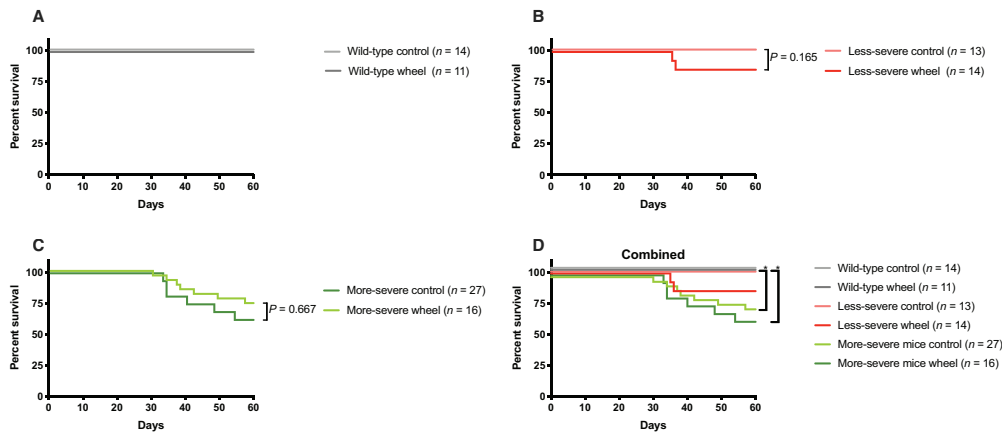 A
Percent survival
100
75
50
25
0
0 10 20 30 40 50 60
Days
Wild-type control (n = 14)
Wild-type wheel (n = 11)
B
Percent survival
100
75
50
25
0
0 10 20 30 40 50 60
Days
P = 0.165
Less-severe control (n = 13)
Less-severe wheel (n = 14)
C
Percent survival
100
75
50
25
0
0 10 20 30 40 50 60
Days
P = 0.667
More-severe control (n = 27)
More-severe wheel (n = 16)
D
Combined
Percent survival
100
75
50
25
0
0 10 20 30 40 50 60
Days
* *
Wild-type control (n = 14)
Wild-type wheel (n = 11)
Less-severe control (n = 13)
Less-severe wheel (n = 14)
More-severe mice control (n = 27)
More-severe mice wheel (n = 16)